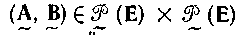 (A, B) ∈ 𝒫 (E) × 𝒫 (E)